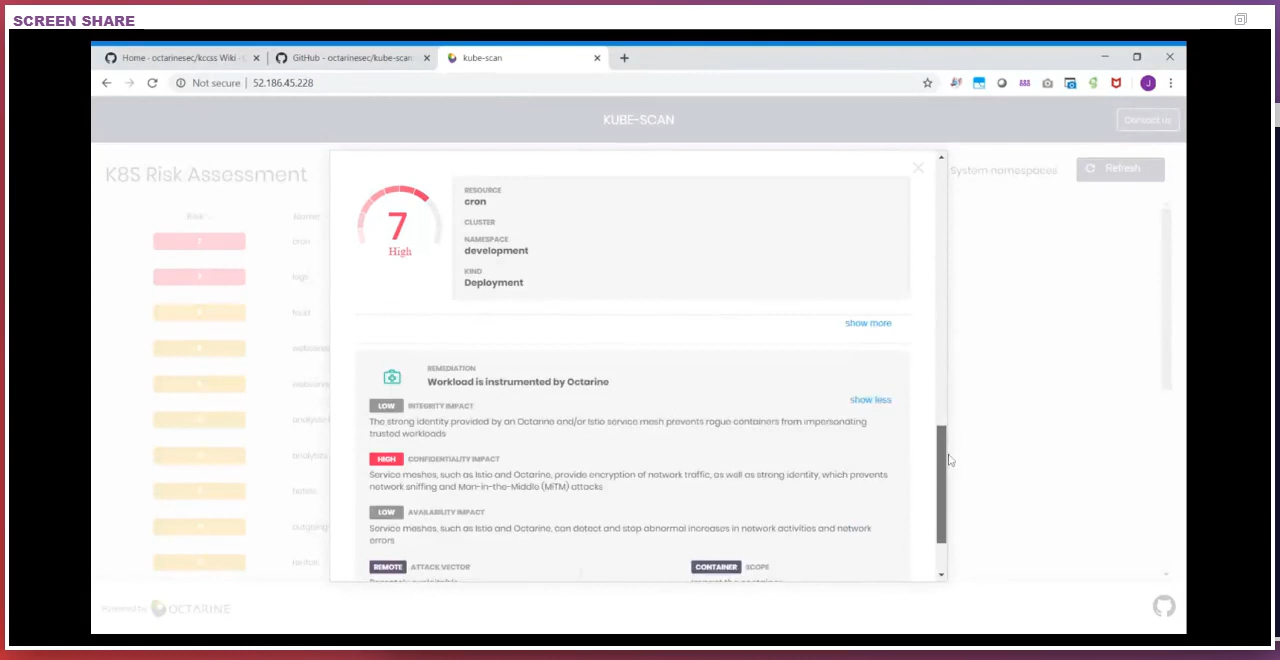 SCREEN SHARE
Home · octarinesec/kccss Wiki · G
GitHub - octarinesec/kube-scan
kube-scan
Not secure | 52.186.45.228
J
KUBE-SCAN
Contact us
K8S Risk Assessment
System namespaces
Refresh
Risk
Name
7
High
RESOURCE
cron
CLUSTER
NAMESPACE
development
KIND
Deployment
show more
REMEDIATION
Workload is instrumented by Octarine
show less
LOW INTEGRITY IMPACT
The strong identity provided by an Octarine and/or Istio service mesh prevents rogue containers from impersonating
trusted workloads
HIGH CONFIDENTIALITY IMPACT
Service meshes, such as Istio and Octarine, provide encryption of network traffic, as well as strong identity, which prevents
network sniffing and Man-in-the-Middle (MiTM) attacks
LOW AVAILABILITY IMPACT
Service meshes, such as Istio and Octarine, can detect and stop abnormal increases in network activities and network
errors
REMOTE ATTACK VECTOR
CONTAINER SCOPE
cron
Powered by OCTARINE